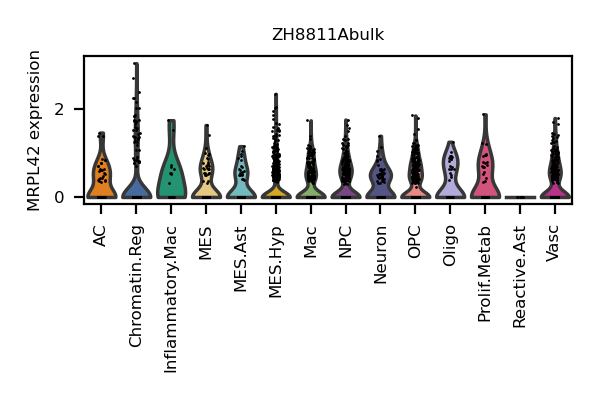 ZH8811Abulk
MRPL42 expression
2
0
AC
Chromatin.Reg
Inflammatory.Mac
MES
MES.Ast
MES.Hyp
Mac
NPC
Neuron
OPC
Oligo
Prolif.Metab
Reactive.Ast
Vasc